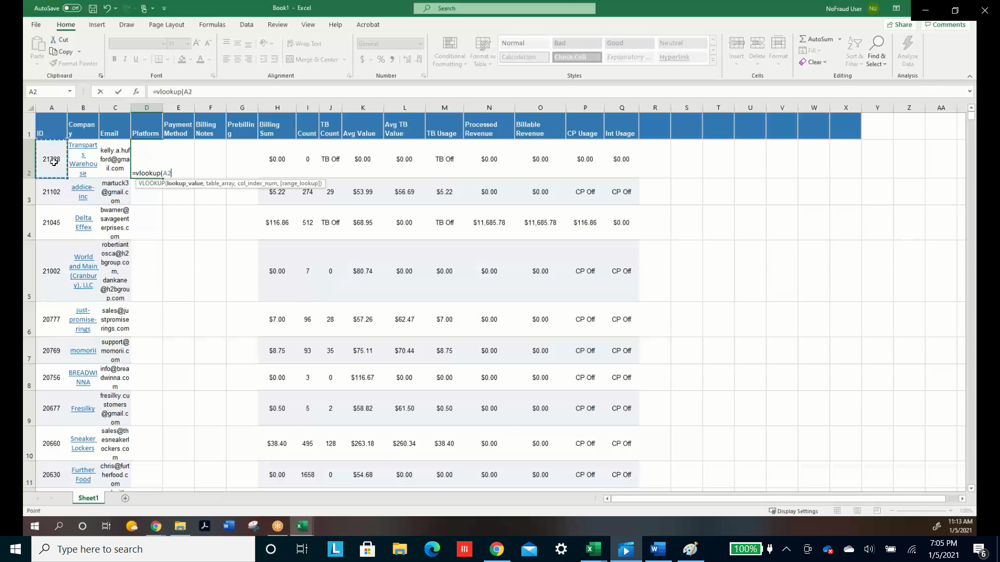 AutoSave Off Book1 - Excel Search NoFraud User NU
File Home Insert Draw Page Layout Formulas Data Review View Help Acrobat Share Comments
Paste Cut Copy Format Painter Clipboard
11 A A B I U A Font
Wrap Text Merge & Center Alignment
General $ % Number
Conditional Formatting Format as Table
Normal Bad Good Neutral
Calculation Check Cell Explanatory ... Hyperlink
Styles
Insert Delete Format Cells
AutoSum Fill Clear Sort & Filter Find & Select Editing
Analyze Data Analysis
A2 fx =vlookup(A2
A B C D E F G H I J K L M N O P Q R S T U V W X Y Z AA
1 ID Company Email Platform Payment Method Billing Notes Prebilling Billing Sum Count TB Count Avg Value Avg TB Value TB Usage Processed Revenue Billable Revenue CP Usage Int Usage
2 Transparts Warehouse kelly.a.hufford@gmail.com =vlookup(A2 $0.00 0 TB Off $0.00 $0.00 TB Off $0.00 $0.00 $0.00 $0.00
VLOOKUP(lookup_value, table_array, col_index_num, [range_lookup])
3 21102 addice-inc martuck3@gmail.com $5.22 274 29 $53.99 $56.69 $5.22 $0.00 $0.00 CP Off CP Off
4 21045 Delta Effex bwarner@savageenterprises.com $116.86 512 TB Off $68.95 $0.00 TB Off $11,685.78 $11,685.78 $116.86 $0.00
5 21002 World and Main (Cranbury), LLC robertiantosca@h2bgroup.com, dankane@h2bgroup.com $0.00 7 0 $80.74 $0.00 $0.00 $0.00 $0.00 CP Off CP Off
6 20777 just-promise-rings sales@justpromiserings.com $7.00 96 28 $57.26 $62.47 $7.00 $0.00 $0.00 CP Off CP Off
7 20769 momorii support@momorii.com $8.75 93 35 $75.11 $70.44 $8.75 $0.00 $0.00 CP Off CP Off
8 20756 BREADWINNA info@breadwinna.com $0.00 3 0 $116.67 $0.00 $0.00 $0.00 $0.00 CP Off CP Off
9 20677 Fresilky fresilky.customers@gmail.com $0.50 5 2 $58.82 $61.50 $0.50 $0.00 $0.00 CP Off CP Off
10 20660 Sneaker Lockers sales@thesneakerlockers.com $38.40 495 128 $263.18 $260.34 $38.40 $0.00 $0.00 CP Off CP Off
11 20630 Further Food chris@furtherfood.com $0.00 1658 0 $54.68 $0.00 $0.00 $0.00 $0.00 CP Off CP Off
Sheet1
Point Display Settings 100%
11:13 AM
1/5/2021
Type here to search L 100% 7:05 PM
1/5/2021 6